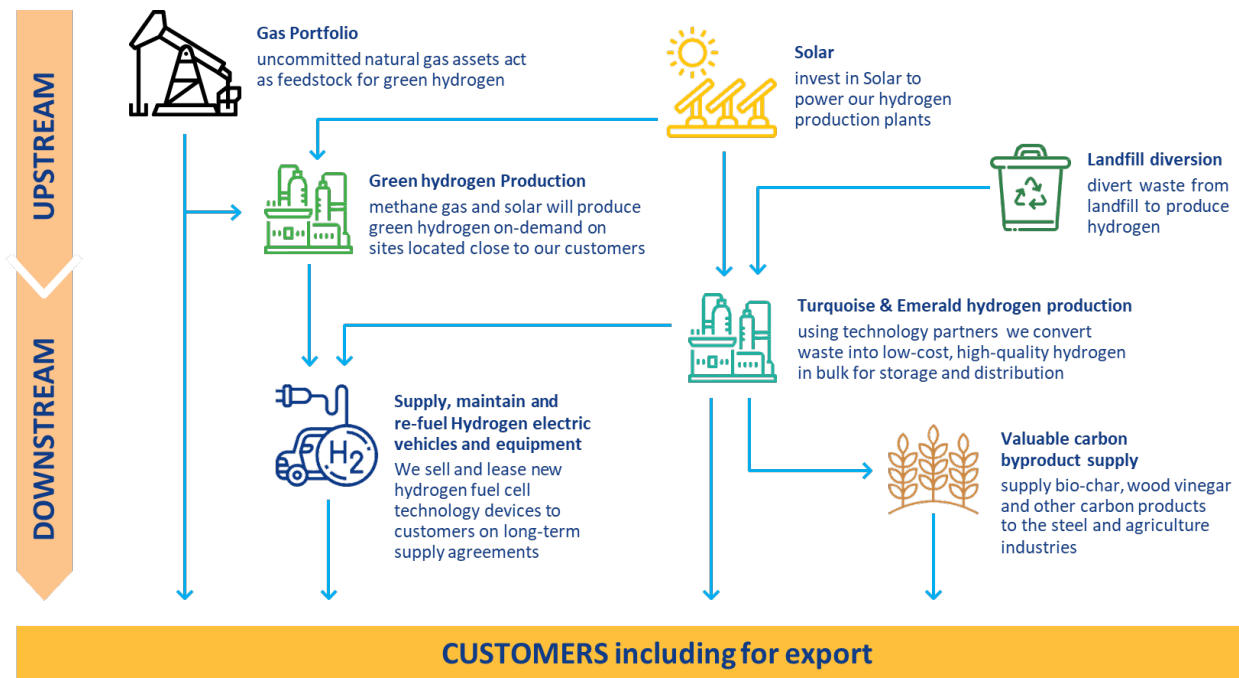 UPSTREAM
Gas Portfolio
uncommitted natural gas assets act
as feedstock for green hydrogen
Solar
invest in Solar to
power our hydrogen
production plants
Green hydrogen Production
methane gas and solar will produce
green hydrogen on-demand on
sites located close to our customers
Landfill diversion
divert waste from
landfill to produce
hydrogen
DOWNSTREAM
Turquoise & Emerald hydrogen production
using technology partners we convert
waste into low-cost, high-quality hydrogen
in bulk for storage and distribution
H2
Supply, maintain and
re-fuel Hydrogen electric
vehicles and equipment
We sell and lease new
hydrogen fuel cell
technology devices to
customers on long-term
supply agreements
Valuable carbon
byproduct supply
supply bio-char, wood vinegar
and other carbon products
to the steel and agriculture
industries
CUSTOMERS including for export